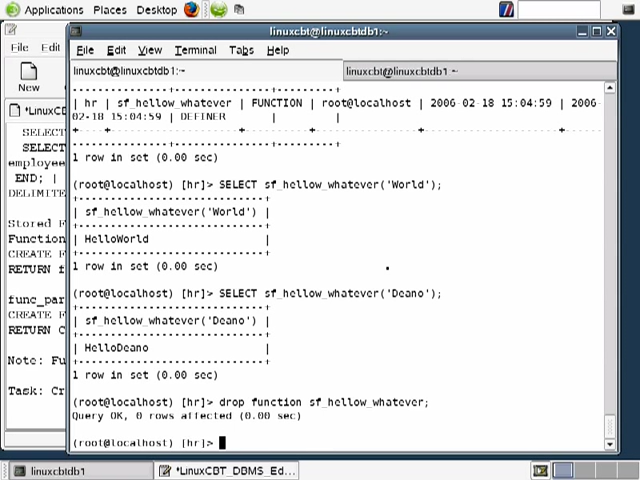 Applications Places Desktop
linuxcbt@linuxcbtdb1:~
File Edit
File Edit View Terminal Tabs Help
linuxcbt@linuxcbtdb1:~
linuxcbt@linuxcbtdb1 ~
New
*LinuxCB
| hr | sf_hellow_whatever | FUNCTION | root@localhost | 2006-02-18 15:04:59 | 2006-
02-18 15:04:59 | DEFINER | |
1 row in set (0.00 sec)
(root@localhost) [hr]> SELECT sf_hellow_whatever('World');
| sf_hellow_whatever('World') |
| HelloWorld |
1 row in set (0.00 sec)
(root@localhost) [hr]> SELECT sf_hellow_whatever('Deano');
| sf_hellow_whatever('Deano') |
| HelloDeano |
1 row in set (0.00 sec)
(root@localhost) [hr]> drop function sf_hellow_whatever;
Query OK, 0 rows affected (0.00 sec)
(root@localhost) [hr]>
SELECT
SELECT
employee
END; |
DELIMITE
Stored F
Function
CREATE F
RETURN f
func_par
CREATE F
RETURN C
Note: Fu
Task: Cr
linuxcbtdb1
*LinuxCBT_DBMS_Ed...